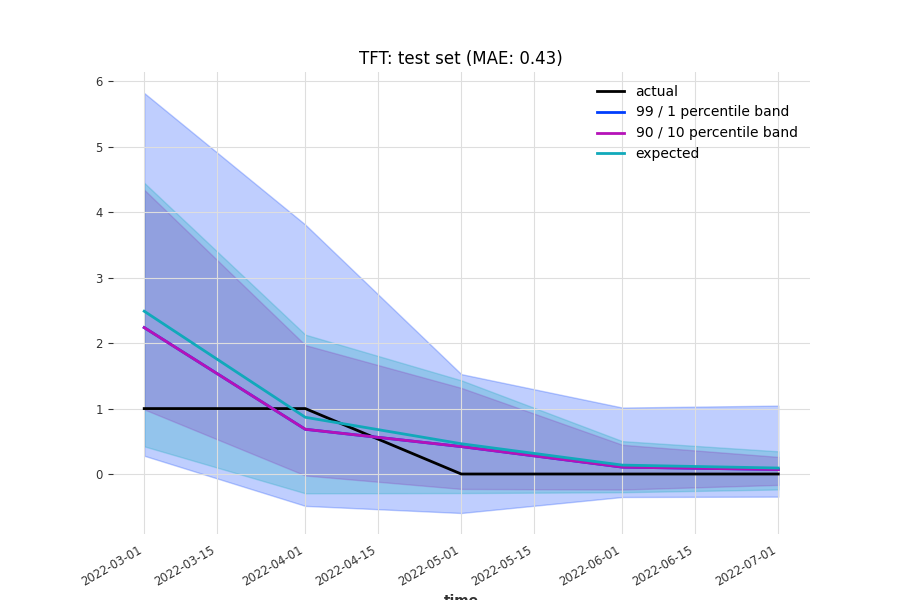 TFT: test set (MAE: 0.43)
actual
99 / 1 percentile band
90 / 10 percentile band
expected
6
5
4
3
2
1
0
2022-03-01
2022-03-15
2022-04-01
2022-04-15
2022-05-01
2022-05-15
2022-06-01
2022-06-15
2022-07-01
time